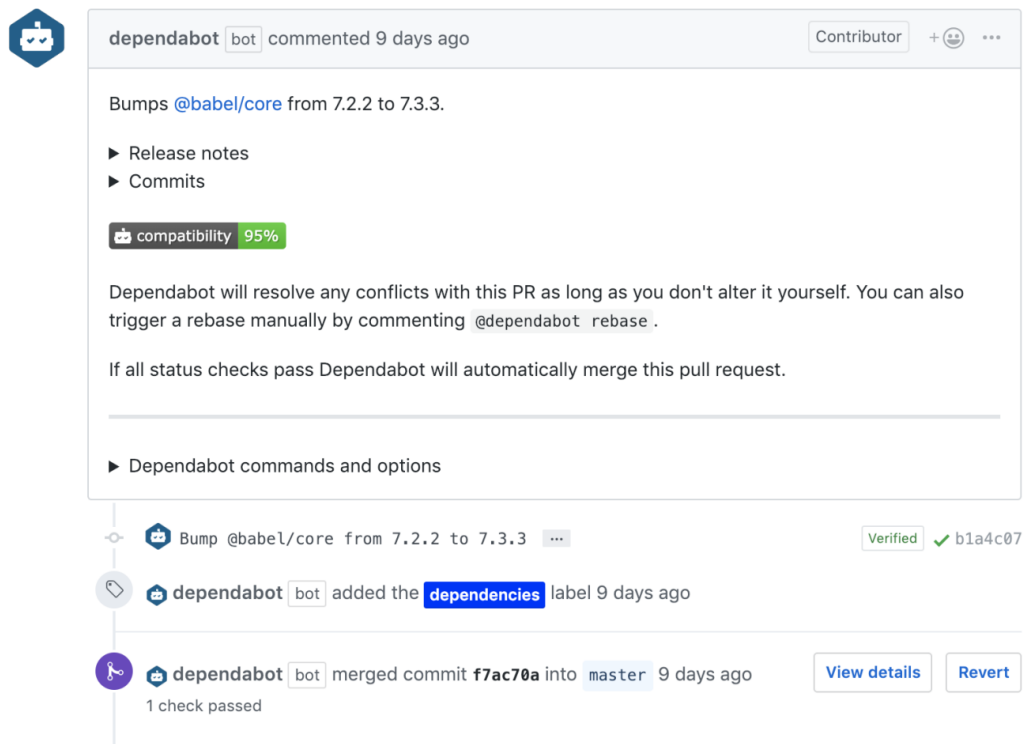 dependabot bot commented 9 days ago Contributor
Bumps @babel/core from 7.2.2 to 7.3.3.
Release notes
Commits
compatibility 95%
Dependabot will resolve any conflicts with this PR as long as you don't alter it yourself. You can also
trigger a rebase manually by commenting @dependabot rebase .
If all status checks pass Dependabot will automatically merge this pull request.
Dependabot commands and options
Bump @babel/core from 7.2.2 to 7.3.3 ... Verified b1a4c07
dependabot bot added the dependencies label 9 days ago
dependabot bot merged commit f7ac70a into master 9 days ago View details Revert
1 check passed